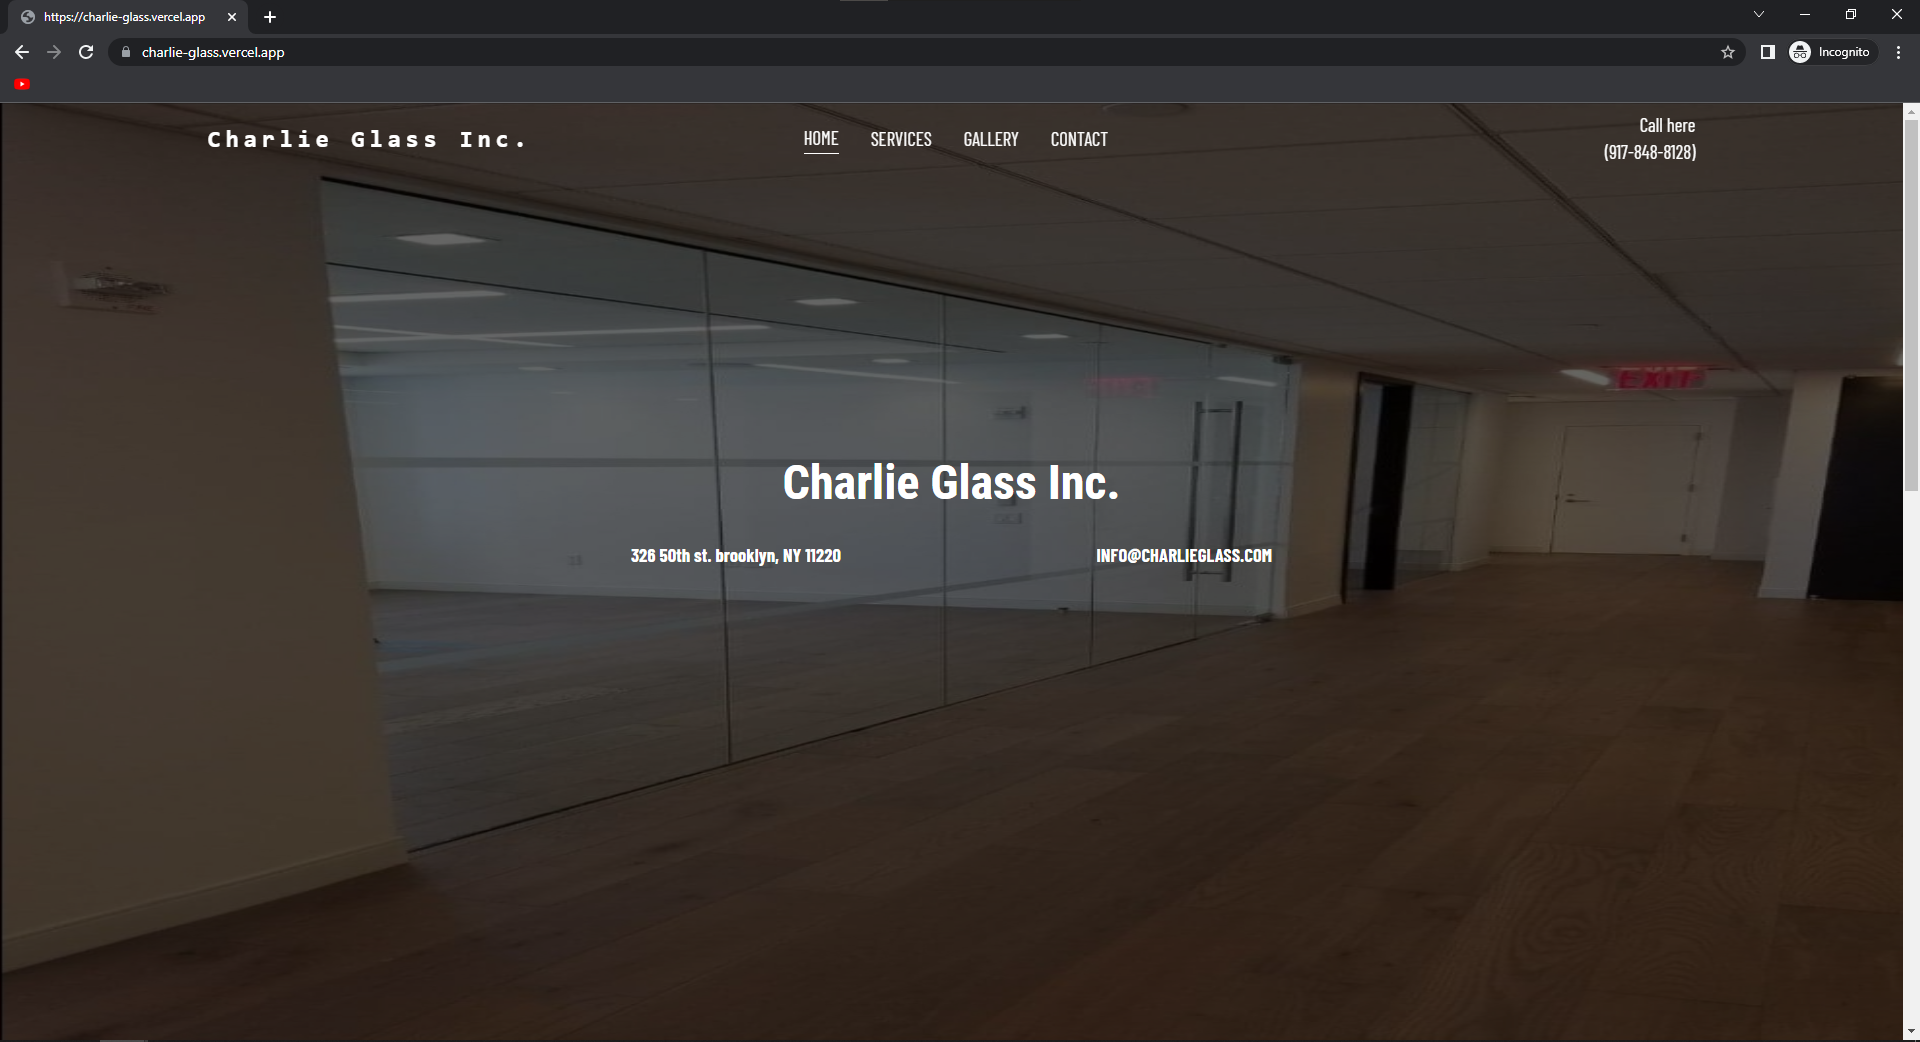 https://charlie-glass.vercel.app
charlie-glass.vercel.app
Incognito
Charlie Glass Inc.
HOME
SERVICES
GALLERY
CONTACT
Call here
(917-848-8128)
EXIT
Charlie Glass Inc.
326 50th st. brooklyn, NY 11220
INFO@CHARLIEGLASS.COM